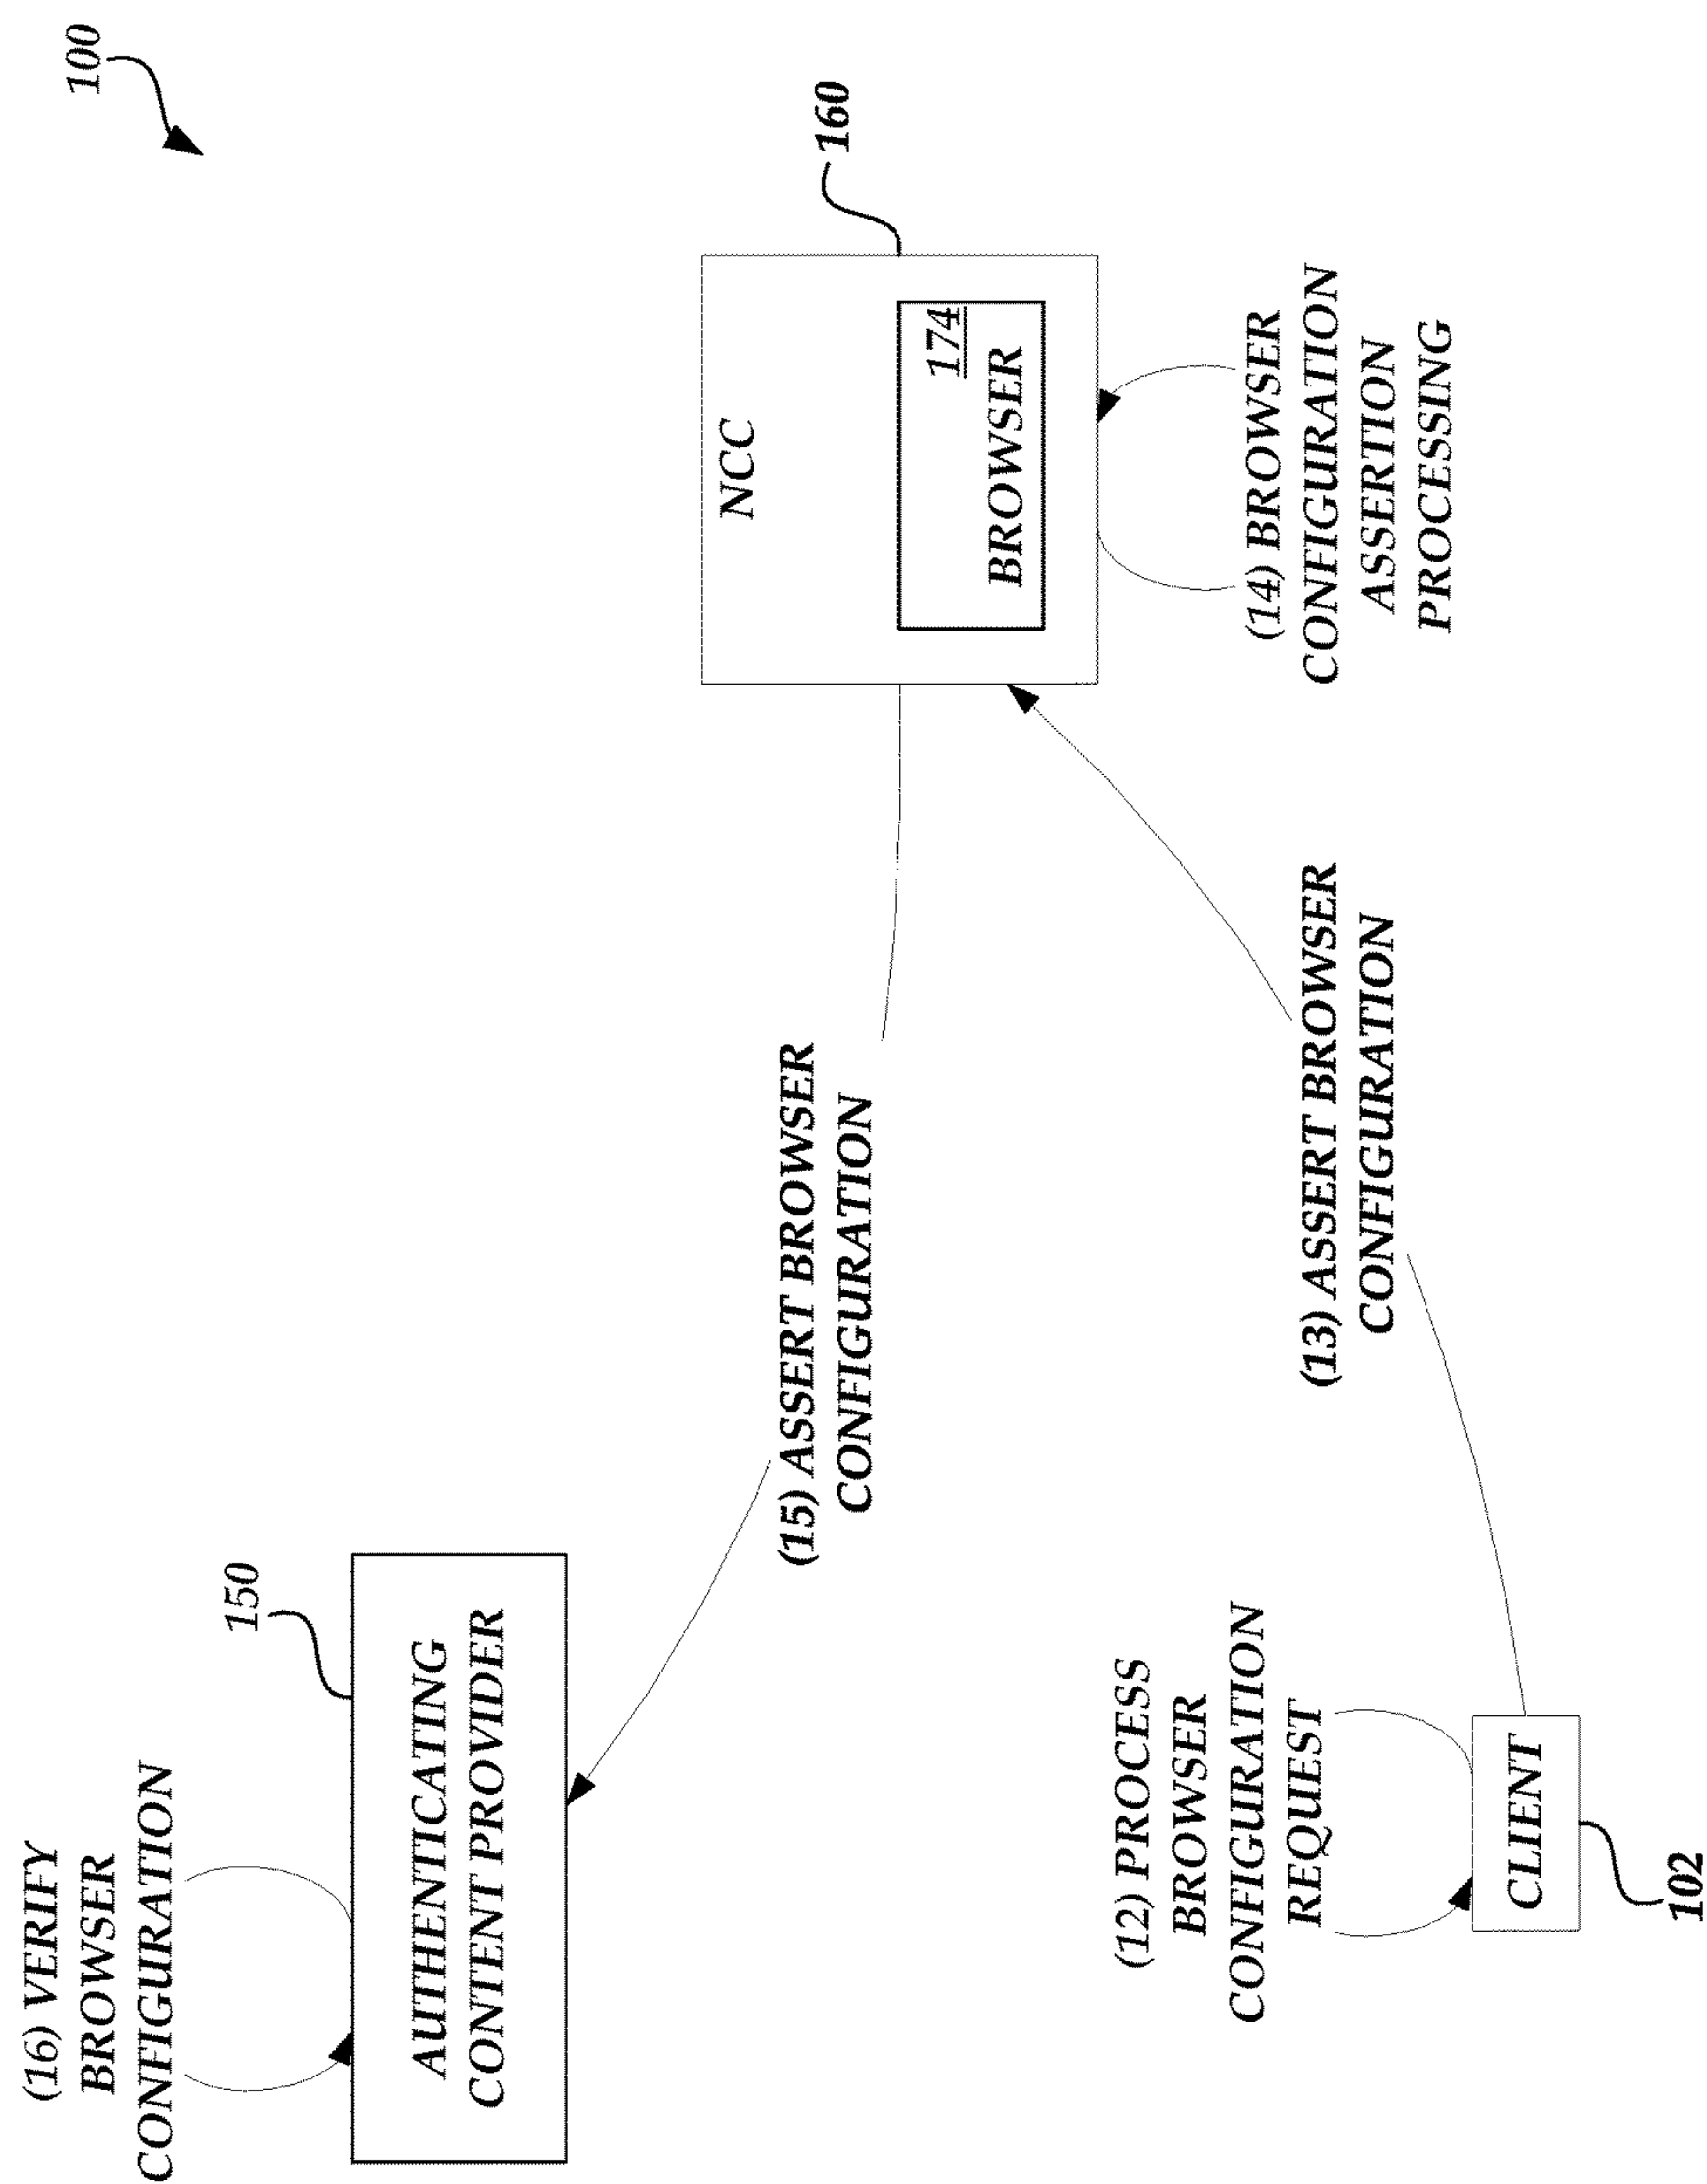 100
(16) VERIFY
BROWSER
CONFIGURATION
150
AUTHENTICATING
CONTENT PROVIDER
(15) ASSERT BROWSER
CONFIGURATION
NCC
174
BROWSER
160
(14) BROWSER
CONFIGURATION
ASSERTION
PROCESSING
(12) PROCESS
BROWSER
CONFIGURATION
REQUEST
CLIENT
102
(13) ASSERT BROWSER
CONFIGURATION